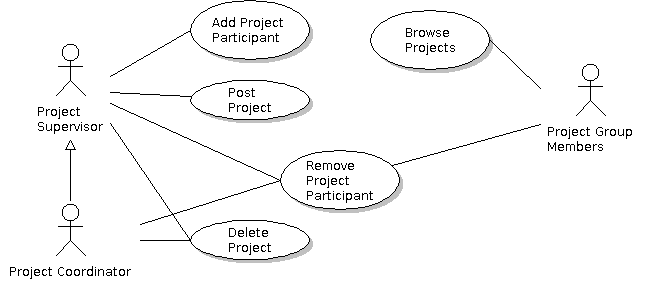 Add Project
Participant
Browse
Projects
Post
Project
Project
Supervisor
Project Group
Members
Remove
Project
Participant
Delete
Project
Project Coordinator